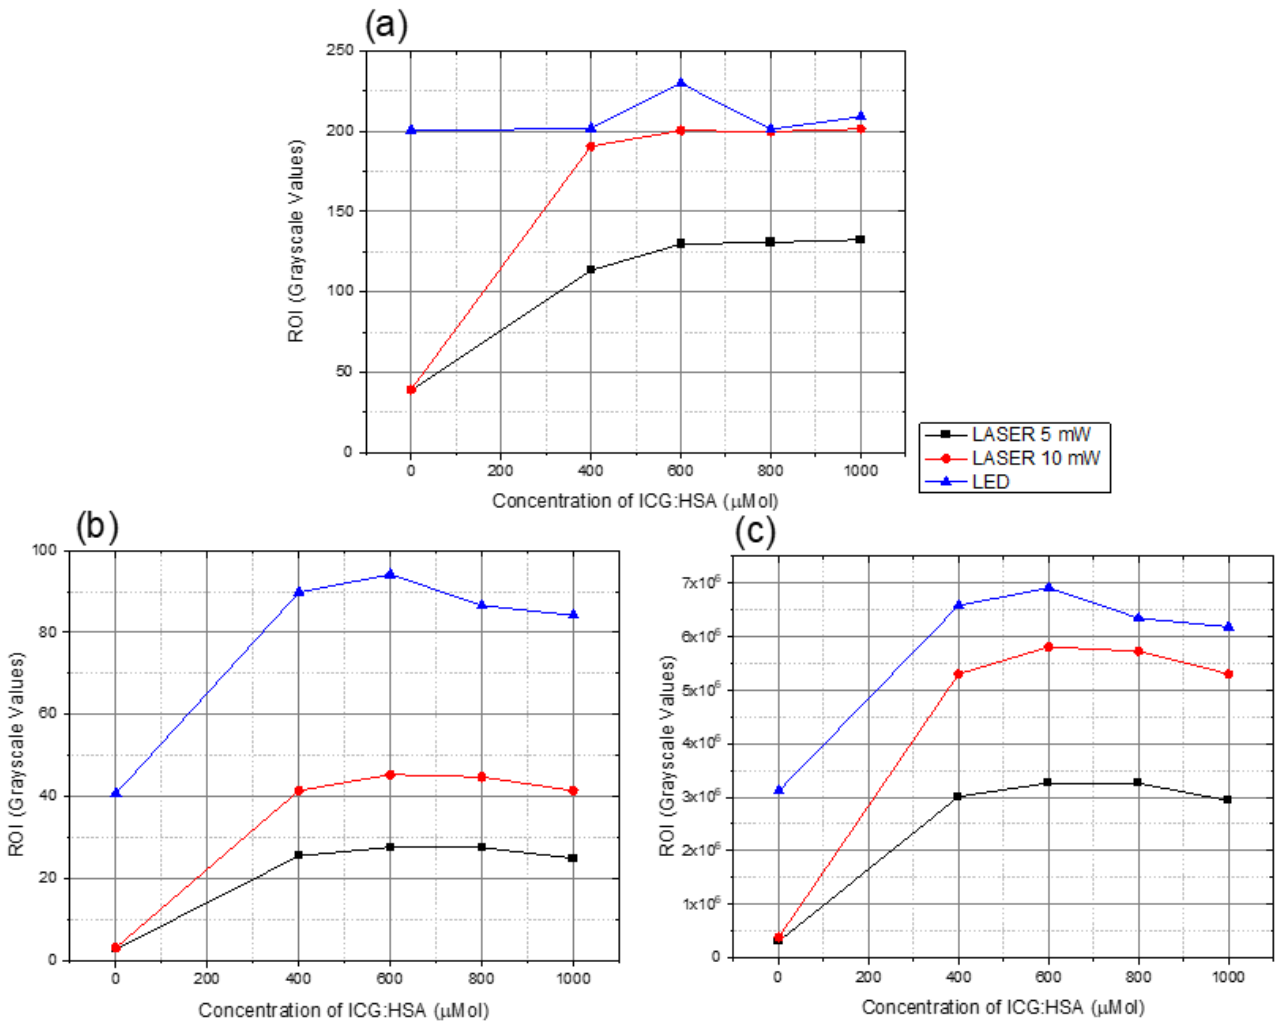 (a)
250
200
150
100
50
0
ROI (Grayscale Values)
0 400 600 800 1000
Concentration of ICG:HSA (μMol)
LASER 5 mW
LASER 10 mW
LED
(b)
100
80
60
40
20
0
ROI (Grayscale Values)
0 200 400 600 800 1000
Concentration of ICG:HSA (μMol)
(c)
7x10⁶
6x10⁶
5x10⁶
4x10⁶
3x10⁶
2x10⁶
1x10⁶
0
ROI (Grayscale Values)
0 200 400 600 800 1000
Concentration of ICG:HSA (μMol)